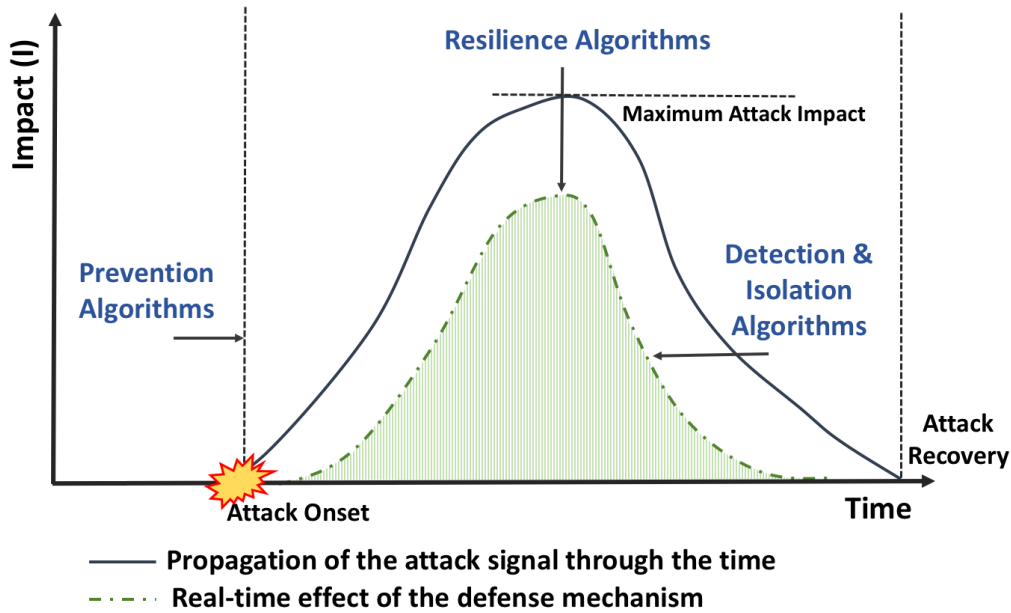 Impact (I)
Resilience Algorithms
Maximum Attack Impact
Prevention
Algorithms
Detection &
Isolation
Algorithms
Attack
Recovery
Attack Onset
Time
Propagation of the attack signal through the time
Real-time effect of the defense mechanism